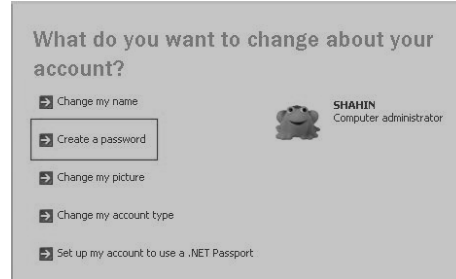 What do you want to change about your
account?
Change my name
SHAHIN
Computer administrator
Create a password
Change my picture
Change my account type
Set up my account to use a .NET Passport